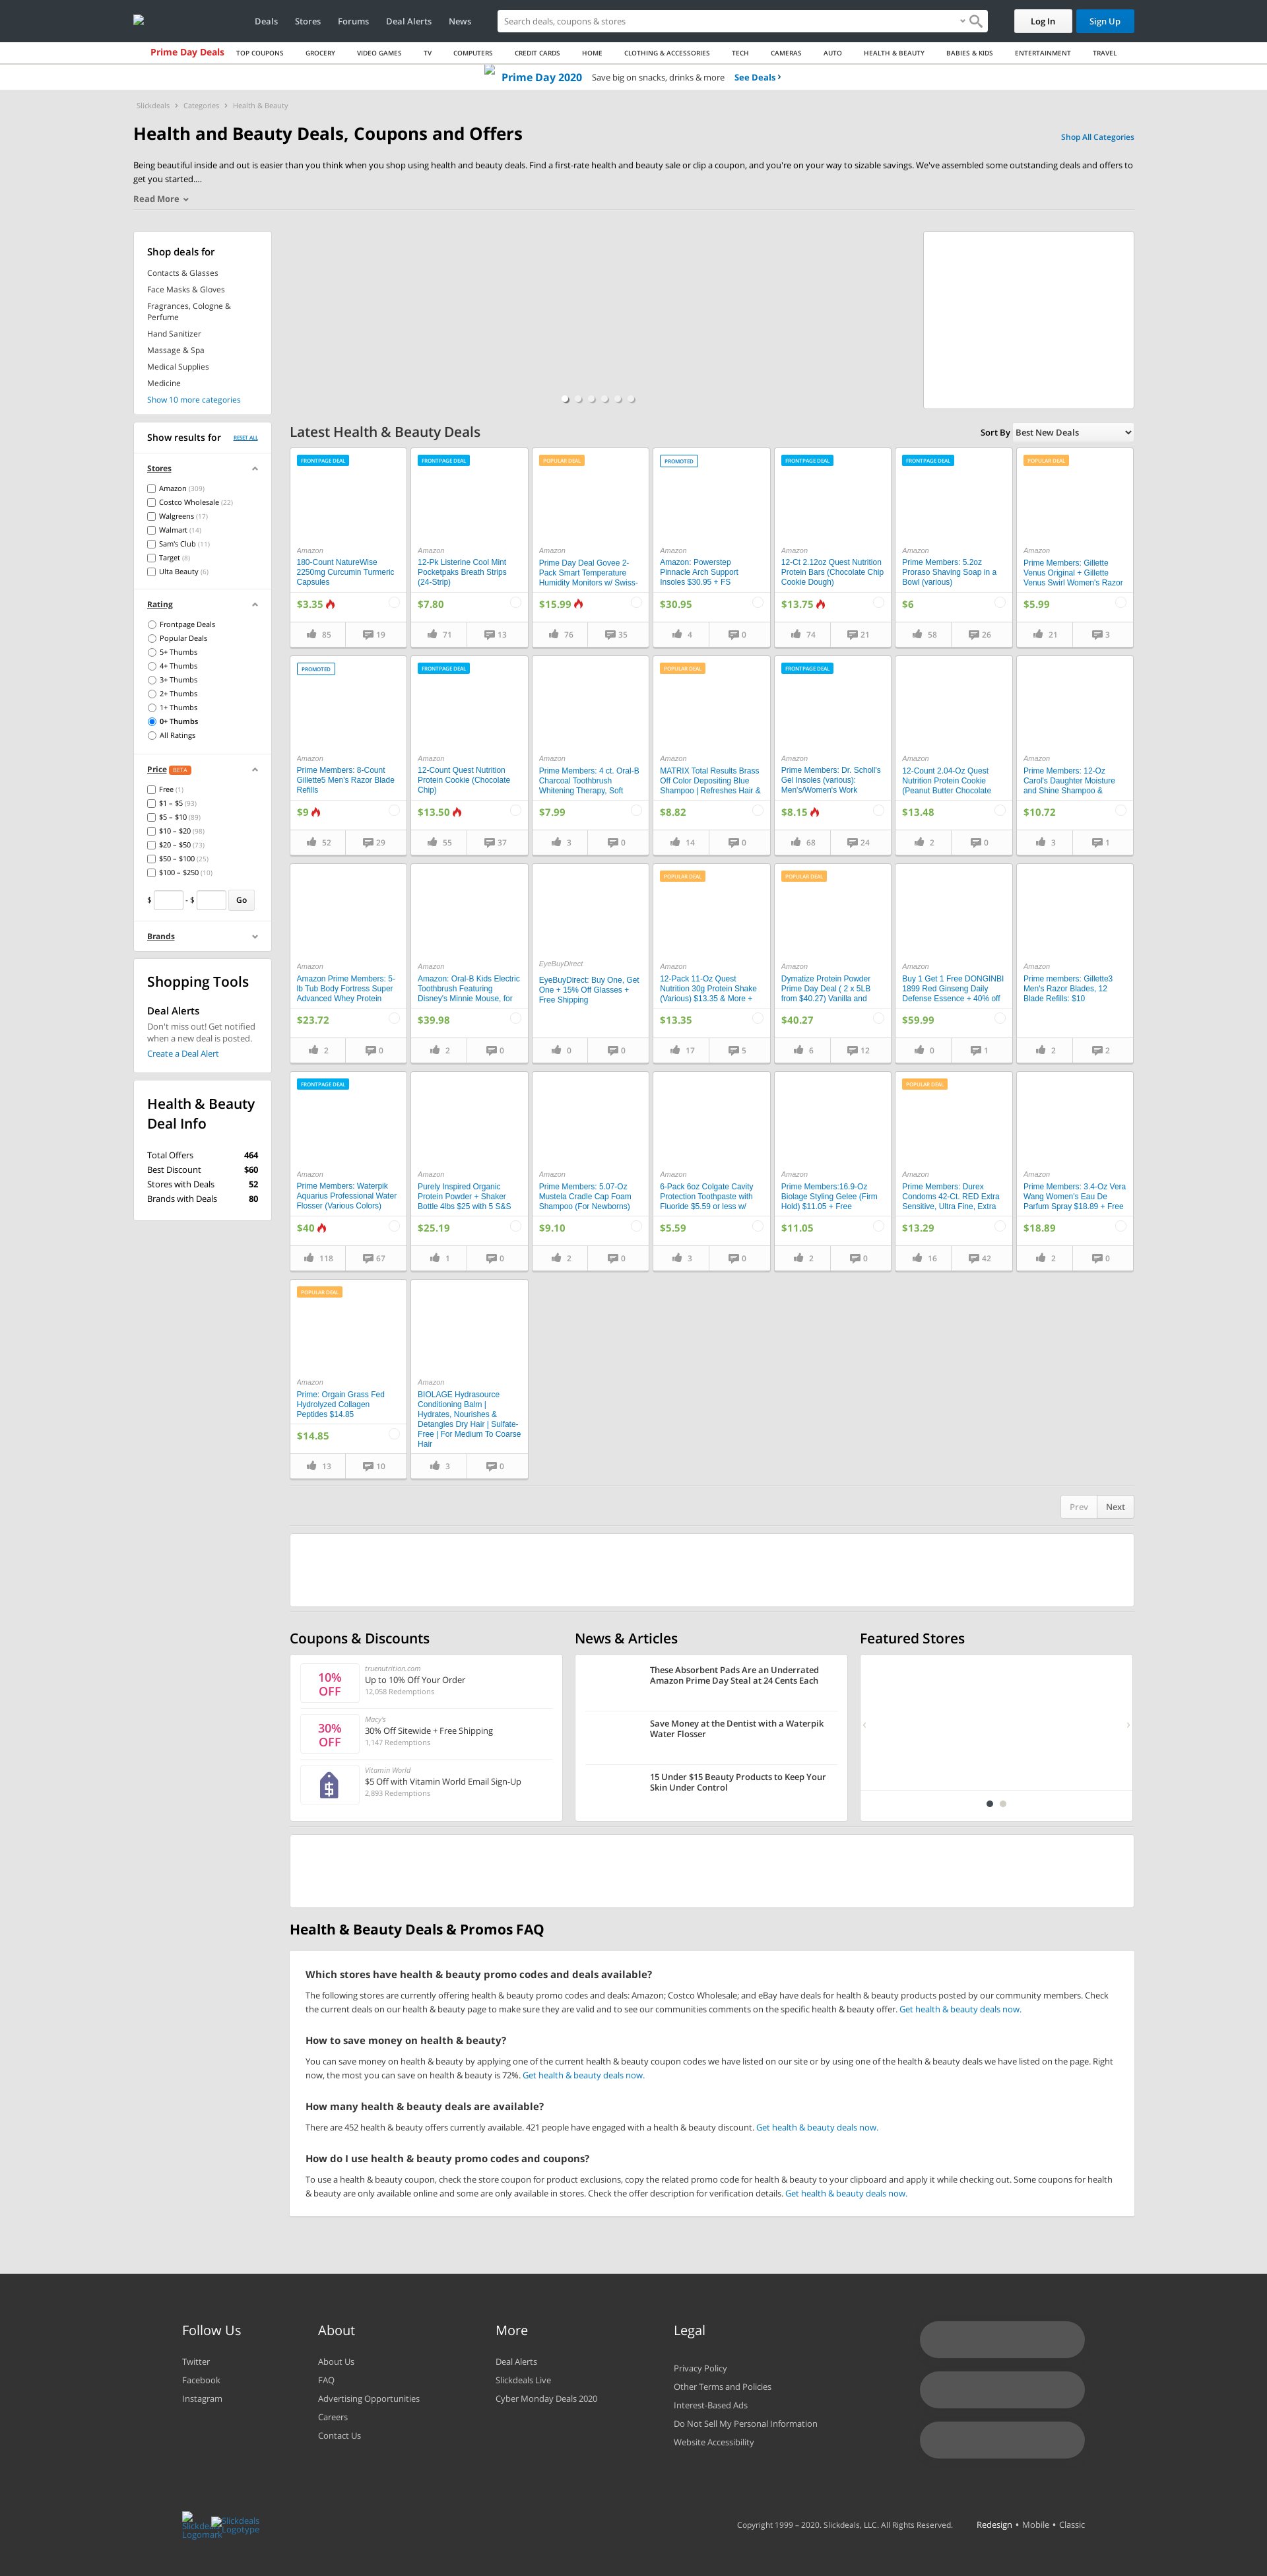 Deals Stores Forums Deal Alerts News
Search deals, coupons & stores
Log In
Sign Up
Prime Day Deals TOP COUPONS GROCERY VIDEO GAMES TV COMPUTERS CREDIT CARDS HOME CLOTHING & ACCESSORIES TECH CAMERAS AUTO HEALTH & BEAUTY BABIES & KIDS ENTERTAINMENT TRAVEL
Prime Day 2020 Save big on snacks, drinks & more See Deals ›
Slickdeals > Categories > Health & Beauty
Health and Beauty Deals, Coupons and Offers
Shop All Categories
Being beautiful inside and out is easier than you think when you shop using health and beauty deals. Find a first-rate health and beauty sale or clip a coupon, and you're on your way to sizable savings. We've assembled some outstanding deals and offers to
get you started....
Read More
Shop deals for
Contacts & Glasses
Face Masks & Gloves
Fragrances, Cologne &
Perfume
Hand Sanitizer
Massage & Spa
Medical Supplies
Medicine
Show 10 more categories
Show results for RESET ALL
Stores
Amazon (309)
Costco Wholesale (22)
Walgreens (17)
Walmart (14)
Sam's Club (11)
Target (8)
Ulta Beauty (6)
Rating
Frontpage Deals
Popular Deals
5+ Thumbs
4+ Thumbs
3+ Thumbs
2+ Thumbs
1+ Thumbs
0+ Thumbs
All Ratings
Price BETA
Free (1)
$1 – $5 (93)
$5 – $10 (89)
$10 – $20 (98)
$20 – $50 (73)
$50 – $100 (25)
$100 – $250 (10)
$ - $ Go
Brands
Shopping Tools
Deal Alerts
Don't miss out! Get notified
when a new deal is posted.
Create a Deal Alert
Health & Beauty
Deal Info
Total Offers 464
Best Discount $60
Stores with Deals 52
Brands with Deals 80
Latest Health & Beauty Deals
Sort By Best New Deals
FRONTPAGE DEAL
Amazon
180-Count NatureWise
2250mg Curcumin Turmeric
Capsules
$3.35
85 19
FRONTPAGE DEAL
Amazon
12-Pk Listerine Cool Mint
Pocketpaks Breath Strips
(24-Strip)
$7.80
71 13
POPULAR DEAL
Amazon
Prime Day Deal Govee 2-
Pack Smart Temperature
Humidity Monitors w/ Swiss-
$15.99
76 35
PROMOTED
Amazon
Amazon: Powerstep
Pinnacle Arch Support
Insoles $30.95 + FS
$30.95
4 0
FRONTPAGE DEAL
Amazon
12-Ct 2.12oz Quest Nutrition
Protein Bars (Chocolate Chip
Cookie Dough)
$13.75
74 21
FRONTPAGE DEAL
Amazon
Prime Members: 5.2oz
Proraso Shaving Soap in a
Bowl (various)
$6
58 26
POPULAR DEAL
Amazon
Prime Members: Gillette
Venus Original + Gillette
Venus Swirl Women's Razor
$5.99
21 3
PROMOTED
Amazon
Prime Members: 8-Count
Gillette5 Men's Razor Blade
Refills
$9
52 29
FRONTPAGE DEAL
Amazon
12-Count Quest Nutrition
Protein Cookie (Chocolate
Chip)
$13.50
55 37
Amazon
Prime Members: 4 ct. Oral-B
Charcoal Toothbrush
Whitening Therapy, Soft
$7.99
3 0
POPULAR DEAL
Amazon
MATRIX Total Results Brass
Off Color Depositing Blue
Shampoo | Refreshes Hair &
$8.82
14 0
FRONTPAGE DEAL
Amazon
Prime Members: Dr. Scholl's
Gel Insoles (various):
Men's/Women's Work
$8.15
68 24
Amazon
12-Count 2.04-Oz Quest
Nutrition Protein Cookie
(Peanut Butter Chocolate
$13.48
2 0
Amazon
Prime Members: 12-Oz
Carol's Daughter Moisture
and Shine Shampoo &
$10.72
3 1
Amazon
Amazon Prime Members: 5-
lb Tub Body Fortress Super
Advanced Whey Protein
$23.72
2 0
Amazon
Amazon: Oral-B Kids Electric
Toothbrush Featuring
Disney's Minnie Mouse, for
$39.98
2 0
EyeBuyDirect
EyeBuyDirect: Buy One, Get
One + 15% Off Glasses +
Free Shipping
0 0
POPULAR DEAL
Amazon
12-Pack 11-Oz Quest
Nutrition 30g Protein Shake
(Various) $13.35 & More +
$13.35
17 5
POPULAR DEAL
Amazon
Dymatize Protein Powder
Prime Day Deal ( 2 x 5LB
from $40.27) Vanilla and
$40.27
6 12
Amazon
Buy 1 Get 1 Free DONGINBI
1899 Red Ginseng Daily
Defense Essence + 40% off
$59.99
0 1
Amazon
Prime members: Gillette3
Men's Razor Blades, 12
Blade Refills: $10
2 2
FRONTPAGE DEAL
Amazon
Prime Members: Waterpik
Aquarius Professional Water
Flosser (Various Colors)
$40
118 67
Amazon
Purely Inspired Organic
Protein Powder + Shaker
Bottle 4lbs $25 with 5 S&S
$25.19
1 0
Amazon
Prime Members: 5.07-Oz
Mustela Cradle Cap Foam
Shampoo (For Newborns)
$9.10
2 0
Amazon
6-Pack 6oz Colgate Cavity
Protection Toothpaste with
Fluoride $5.59 or less w/
$5.59
3 0
Amazon
Prime Members:16.9-Oz
Biolage Styling Gelee (Firm
Hold) $11.05 + Free
$11.05
2 0
POPULAR DEAL
Amazon
Prime Members: Durex
Condoms 42-Ct. RED Extra
Sensitive, Ultra Fine, Extra
$13.29
16 42
Amazon
Prime Members: 3.4-Oz Vera
Wang Women's Eau De
Parfum Spray $18.89 + Free
$18.89
2 0
POPULAR DEAL
Amazon
Prime: Orgain Grass Fed
Hydrolyzed Collagen
Peptides $14.85
$14.85
13 10
Amazon
BIOLAGE Hydrasource
Conditioning Balm |
Hydrates, Nourishes &
Detangles Dry Hair | Sulfate-
Free | For Medium To Coarse
Hair
3 0
Prev Next
Coupons & Discounts
10%
OFF
truenutrition.com
Up to 10% Off Your Order
12,058 Redemptions
30%
OFF
Macy's
30% Off Sitewide + Free Shipping
1,147 Redemptions
Vitamin World
$5 Off with Vitamin World Email Sign-Up
2,893 Redemptions
News & Articles
These Absorbent Pads Are an Underrated
Amazon Prime Day Steal at 24 Cents Each
Save Money at the Dentist with a Waterpik
Water Flosser
15 Under $15 Beauty Products to Keep Your
Skin Under Control
Featured Stores
Health & Beauty Deals & Promos FAQ
Which stores have health & beauty promo codes and deals available?
The following stores are currently offering health & beauty promo codes and deals: Amazon; Costco Wholesale; and eBay have deals for health & beauty products posted by our community members. Check
the current deals on our health & beauty page to make sure they are valid and to see our communities comments on the specific health & beauty offer. Get health & beauty deals now.
How to save money on health & beauty?
You can save money on health & beauty by applying one of the current health & beauty coupon codes we have listed on our site or by using one of the health & beauty deals we have listed on the page. Right
now, the most you can save on health & beauty is 72%. Get health & beauty deals now.
How many health & beauty deals are available?
There are 452 health & beauty offers currently available. 421 people have engaged with a health & beauty discount. Get health & beauty deals now.
How do I use health & beauty promo codes and coupons?
To use a health & beauty coupon, check the store coupon for product exclusions, copy the related promo code for health & beauty to your clipboard and apply it while checking out. Some coupons for health
& beauty are only available online and some are only available in stores. Check the offer description for verification details. Get health & beauty deals now.
Follow Us
Twitter
Facebook
Instagram
About
About Us
FAQ
Advertising Opportunities
Careers
Contact Us
More
Deal Alerts
Slickdeals Live
Cyber Monday Deals 2020
Legal
Privacy Policy
Other Terms and Policies
Interest-Based Ads
Do Not Sell My Personal Information
Website Accessibility
Slickdeals
Logomark
Slickdeals
Logotype
Copyright 1999 – 2020. Slickdeals, LLC. All Rights Reserved.
Redesign • Mobile • Classic